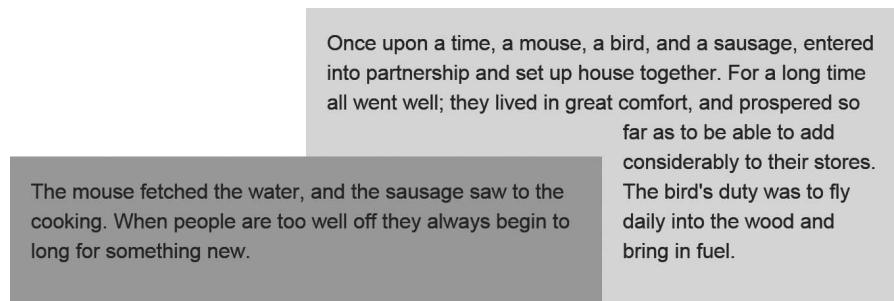 Once upon a time, a mouse, a bird, and a sausage, entered
into partnership and set up house together. For a long time
all went well; they lived in great comfort, and prospered so
far as to be able to add
considerably to their stores.
The bird's duty was to fly
daily into the wood and
bring in fuel.
The mouse fetched the water, and the sausage saw to the
cooking. When people are too well off they always begin to
long for something new.